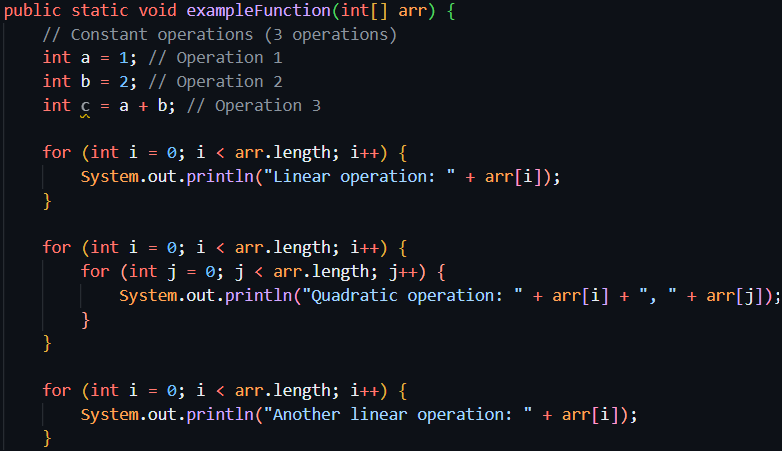 public static void exampleFunction(int[] arr) {
// Constant operations (3 operations)
int a = 1; // Operation 1
int b = 2; // Operation 2
int c = a + b; // Operation 3
for (int i = 0; i < arr.length; i++) {
System.out.println("Linear operation: " + arr[i]);
}
for (int i = 0; i < arr.length; i++) {
for (int j = 0; j < arr.length; j++) {
System.out.println("Quadratic operation: " + arr[i] + ", " + arr[j]);
}
}
for (int i = 0; i < arr.length; i++) {
System.out.println("Another linear operation: " + arr[i]);
}